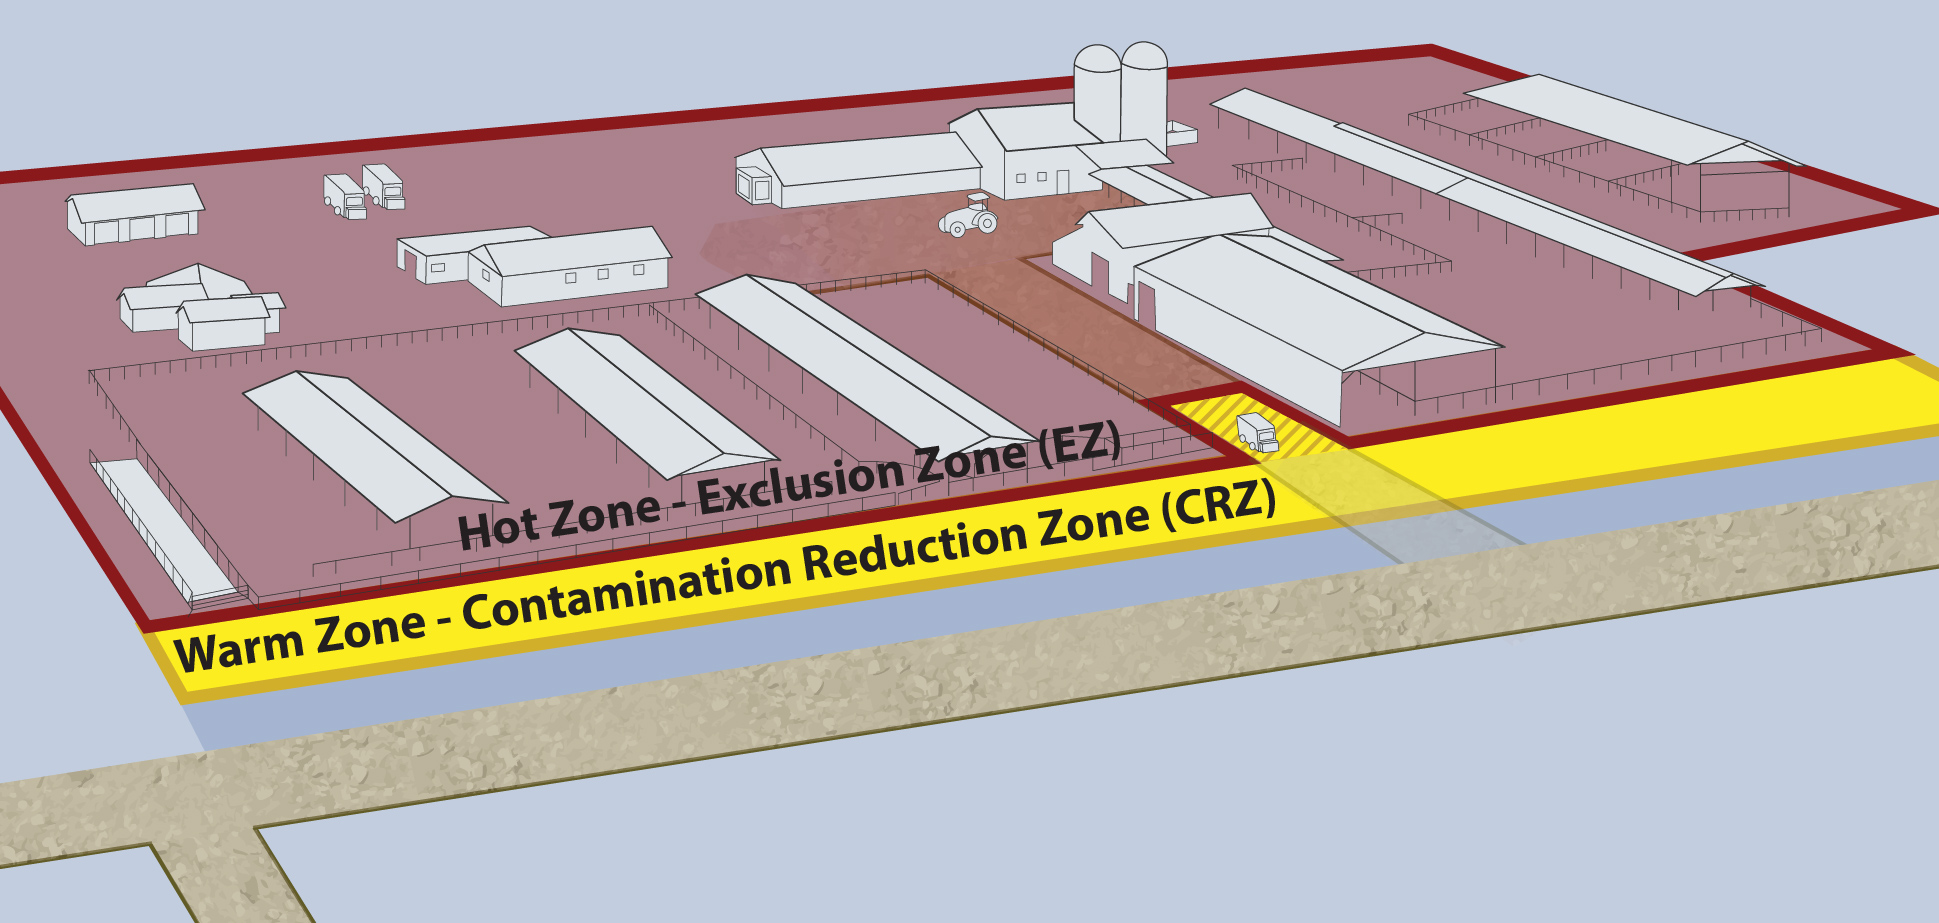 Hot Zone - Exclusion Zone (EZ)
Warm Zone - Contamination Reduction Zone (CRZ)